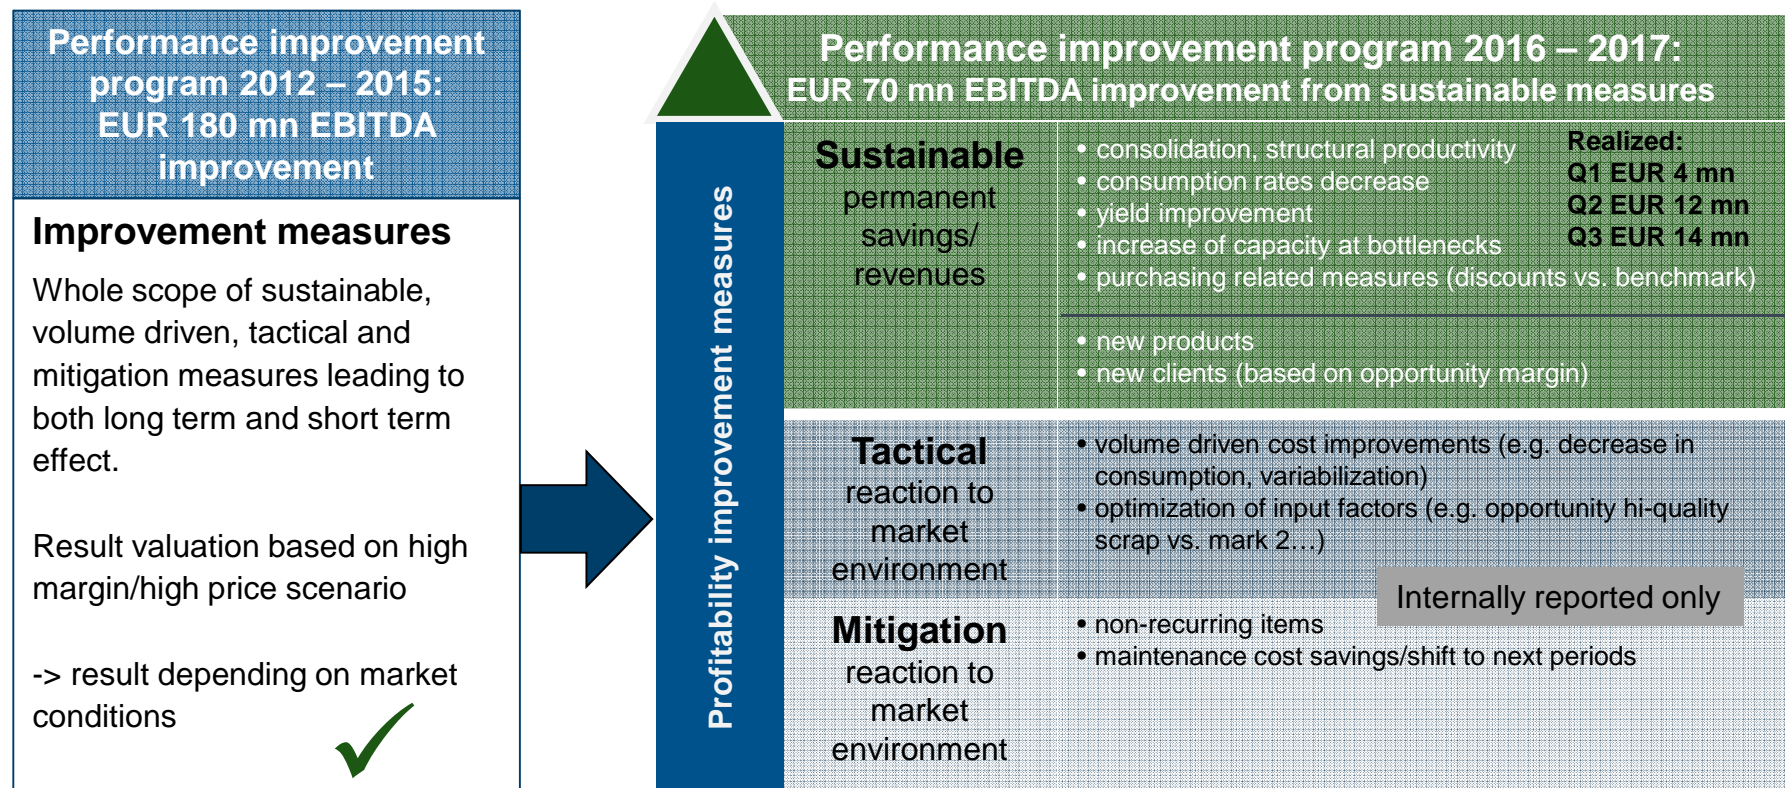 Performance improvement
program 2012 – 2015:
EUR 180 mn EBITDA
improvement
Improvement measures
Whole scope of sustainable,
volume driven, tactical and
mitigation measures leading to
both long term and short term
effect.
Result valuation based on high
margin/high price scenario
-> result depending on market
conditions
Profitability improvement measures
Performance improvement program 2016 – 2017:
EUR 70 mn EBITDA improvement from sustainable measures
Sustainable
permanent
savings/
revenues
• consolidation, structural productivity
• consumption rates decrease
• yield improvement
• increase of capacity at bottlenecks
• purchasing related measures (discounts vs. benchmark)
Realized:
Q1 EUR 4 mn
Q2 EUR 12 mn
Q3 EUR 14 mn
• new products
• new clients (based on opportunity margin)
Tactical
reaction to
market
environment
• volume driven cost improvements (e.g. decrease in
consumption, variabilization)
• optimization of input factors (e.g. opportunity hi-quality
scrap vs. mark 2…)
Internally reported only
Mitigation
reaction to
market
environment
• non-recurring items
• maintenance cost savings/shift to next periods